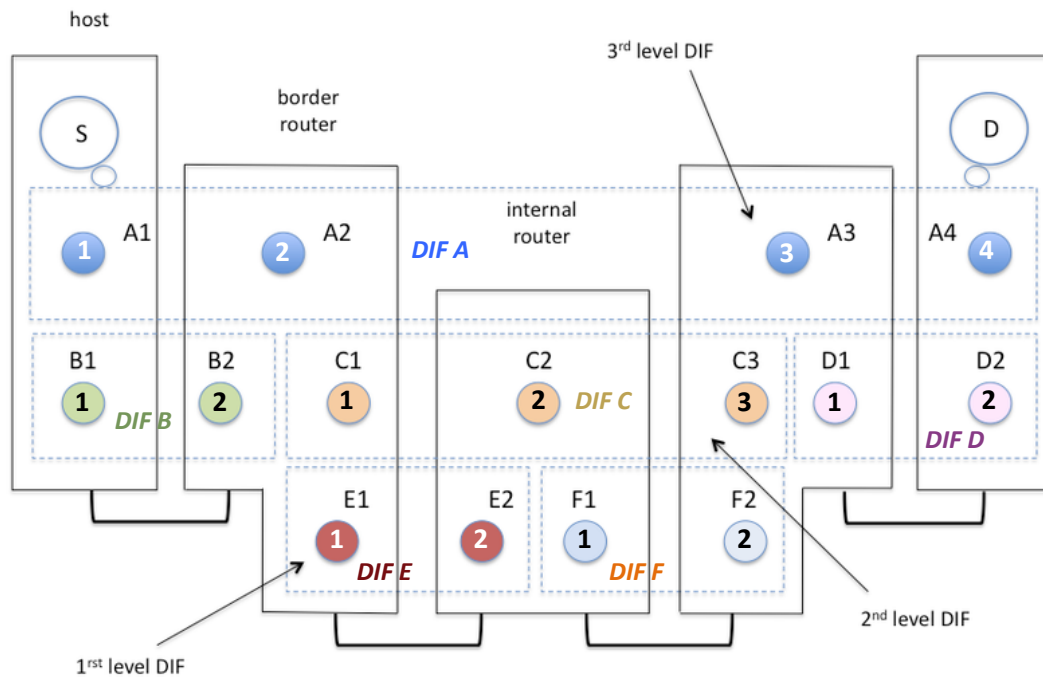 host
3rd level DIF
border
router
S
D
internal
router
A1
A2
A3
A4
1
2
DIF A
3
4
B1
B2
C1
C2
C3
D1
D2
1
DIF B
2
1
2
DIF C
3
1
2
DIF D
E1
E2
F1
F2
1
DIF E
2
1
DIF F
2
2nd level DIF
1rst level DIF